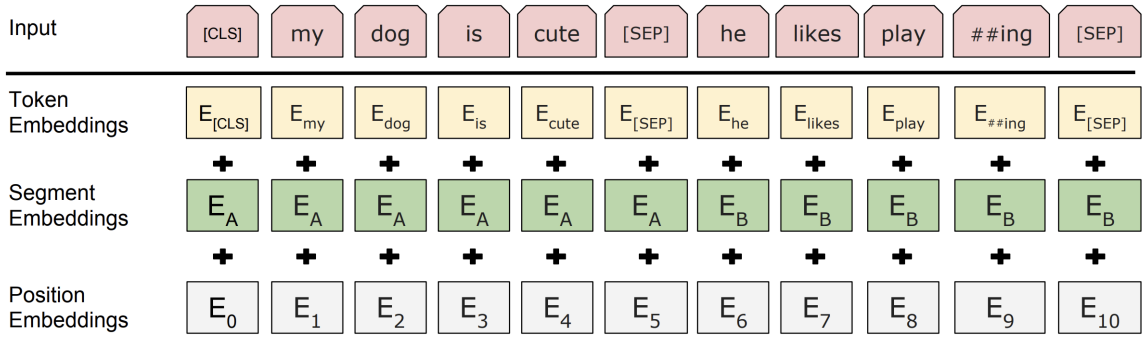 Input [CLS] my dog is cute [SEP] he likes play ##ing [SEP]
Token Embeddings E[CLS] Emy Edog Eis Ecute E[SEP] Ehe Elikes Eplay E##ing E[SEP]
+ + + + + + + + + + +
Segment Embeddings EA EA EA EA EA EA EB EB EB EB EB
+ + + + + + + + + + +
Position Embeddings E0 E1 E2 E3 E4 E5 E6 E7 E8 E9 E10